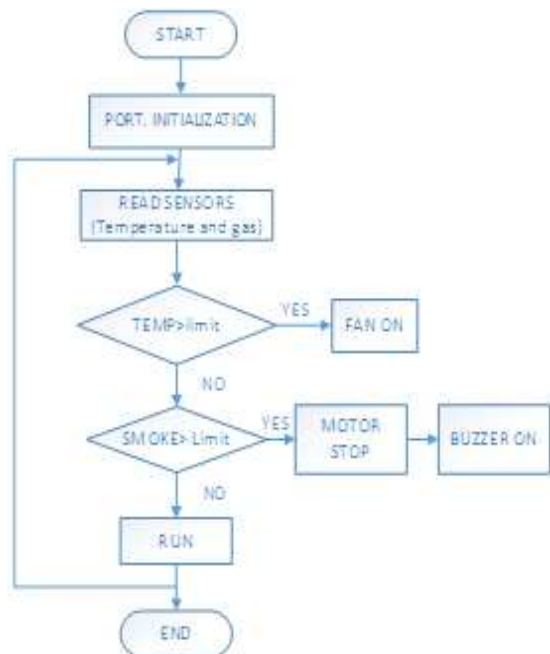 START
PORT. INITIALIZATION
READ SENSORS
(Temperature and gas)
TEMP>limit
YES
FAN ON
NO
SMOKE> Limit
YES
MOTOR
STOP
BUZZER ON
NO
RUN
END